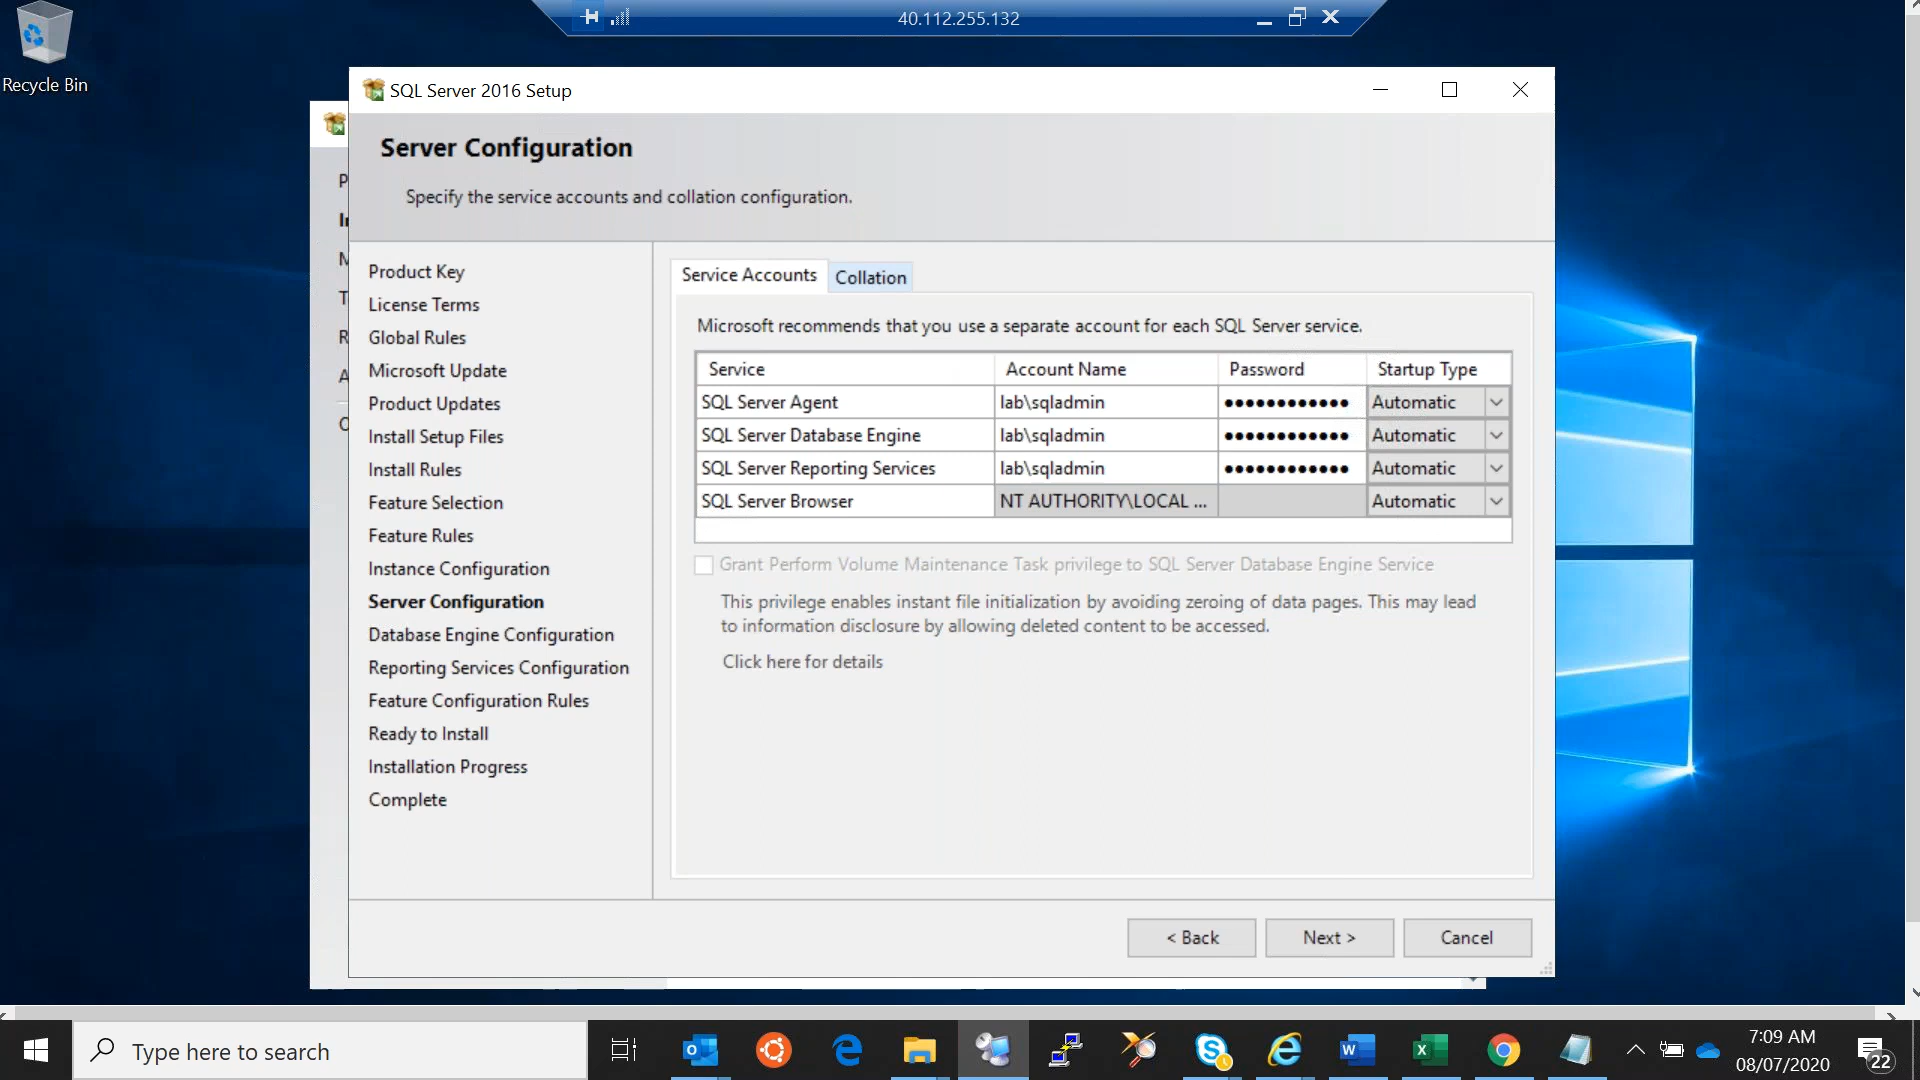 40.112.255.132
Recycle Bin
SQL Server 2016 Setup
Server Configuration
Specify the service accounts and collation configuration.
Product Key
License Terms
Global Rules
Microsoft Update
Product Updates
Install Setup Files
Install Rules
Feature Selection
Feature Rules
Instance Configuration
Server Configuration
Database Engine Configuration
Reporting Services Configuration
Feature Configuration Rules
Ready to Install
Installation Progress
Complete
Service Accounts Collation
Microsoft recommends that you use a separate account for each SQL Server service.
Service Account Name Password Startup Type
SQL Server Agent lab\sqladmin ●●●●●●●●●●●● Automatic
SQL Server Database Engine lab\sqladmin ●●●●●●●●●●●● Automatic
SQL Server Reporting Services lab\sqladmin ●●●●●●●●●●●● Automatic
SQL Server Browser NT AUTHORITY\LOCAL ... Automatic
Grant Perform Volume Maintenance Task privilege to SQL Server Database Engine Service
This privilege enables instant file initialization by avoiding zeroing of data pages. This may lead
to information disclosure by allowing deleted content to be accessed.
Click here for details
< Back Next > Cancel
Type here to search
7:09 AM
08/07/2020
22